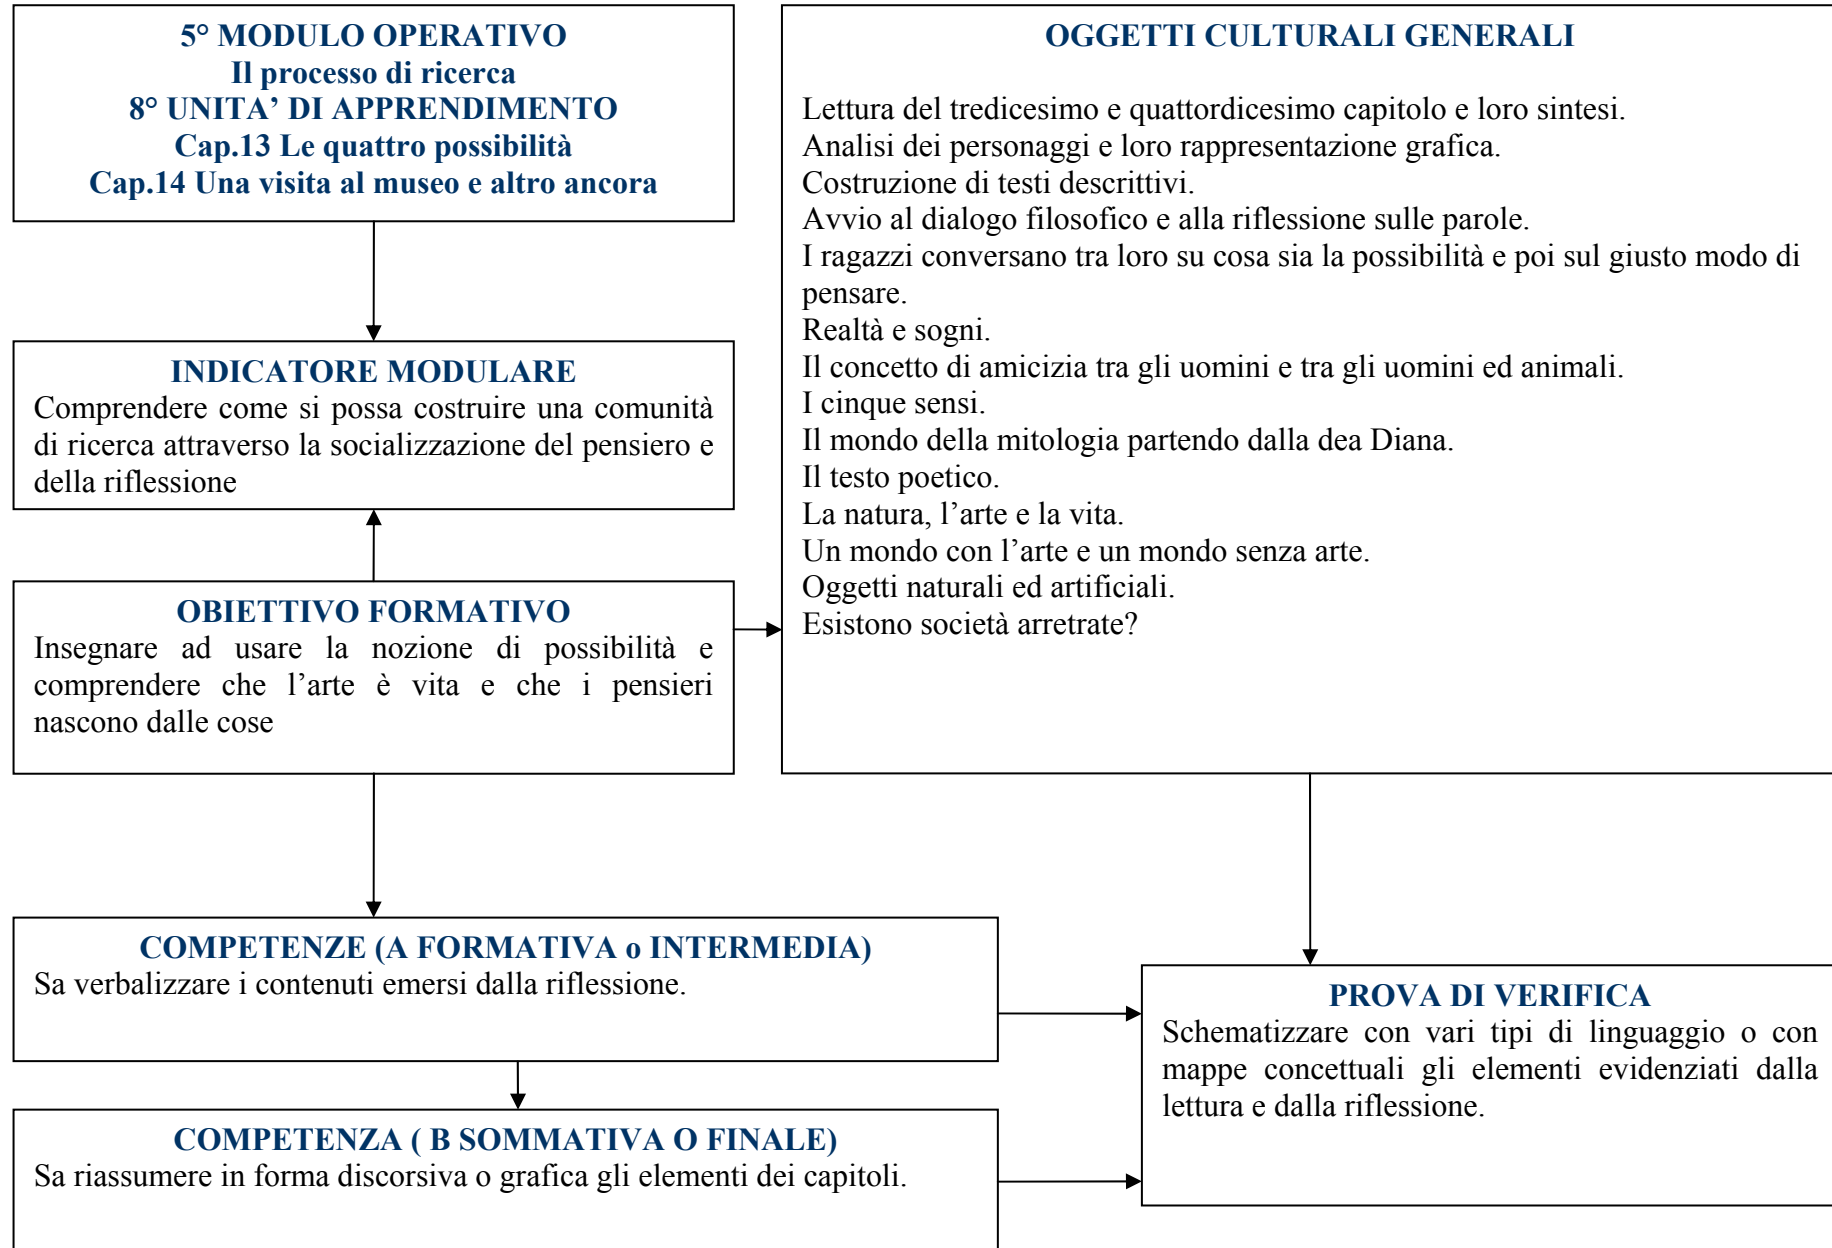 5° MODULO OPERATIVO
Il processo di ricerca
8° UNITA’ DI APPRENDIMENTO
Cap.13 Le quattro possibilità
Cap.14 Una visita al museo e altro ancora
INDICATORE MODULARE
Comprendere come si possa costruire una comunità
di ricerca attraverso la socializzazione del pensiero e
della riflessione
OBIETTIVO FORMATIVO
Insegnare ad usare la nozione di possibilità e
comprendere che l’arte è vita e che i pensieri
nascono dalle cose
OGGETTI CULTURALI GENERALI
Lettura del tredicesimo e quattordicesimo capitolo e loro sintesi.
Analisi dei personaggi e loro rappresentazione grafica.
Costruzione di testi descrittivi.
Avvio al dialogo filosofico e alla riflessione sulle parole.
I ragazzi conversano tra loro su cosa sia la possibilità e poi sul giusto modo di
pensare.
Realtà e sogni.
Il concetto di amicizia tra gli uomini e tra gli uomini ed animali.
I cinque sensi.
Il mondo della mitologia partendo dalla dea Diana.
Il testo poetico.
La natura, l’arte e la vita.
Un mondo con l’arte e un mondo senza arte.
Oggetti naturali ed artificiali.
Esistono società arretrate?
COMPETENZE (A FORMATIVA o INTERMEDIA)
Sa verbalizzare i contenuti emersi dalla riflessione.
COMPETENZA ( B SOMMATIVA O FINALE)
Sa riassumere in forma discorsiva o grafica gli elementi dei capitoli.
PROVA DI VERIFICA
Schematizzare con vari tipi di linguaggio o con
mappe concettuali gli elementi evidenziati dalla
lettura e dalla riflessione.